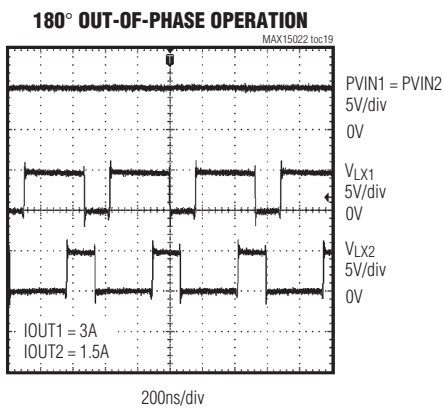 180° OUT-OF-PHASE OPERATION
MAX15022 toc19
PVIN1 = PVIN2
5V/div
0V
VLX1
5V/div
0V
VLX2
5V/div
0V
IOUT1 = 3A
IOUT2 = 1.5A
200ns/div